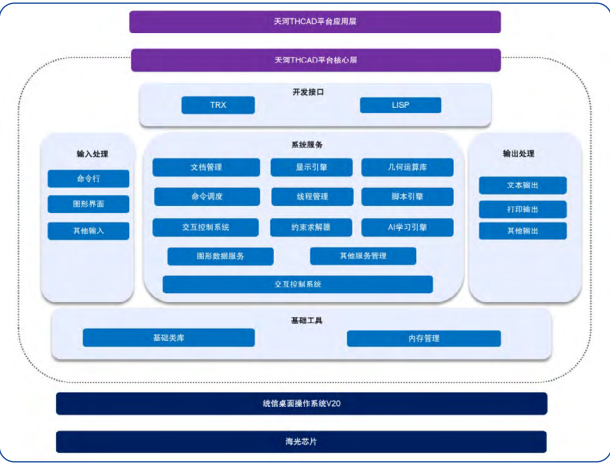 天河THCAD平台应用层
天河THCAD平台核心层
开发接口
TRX
LISP
输入处理
命令行
图形界面
其他输入
系统服务
文档管理
显示引擎
几何运算库
命令调度
线程管理
脚本引擎
交互控制系统
约束求解器
AI学习引擎
图形数据服务
其他服务管理
交互控制系统
输出处理
文本输出
打印输出
其他输出
基础工具
基础类库
内存管理
统信桌面操作系统V20
海光芯片